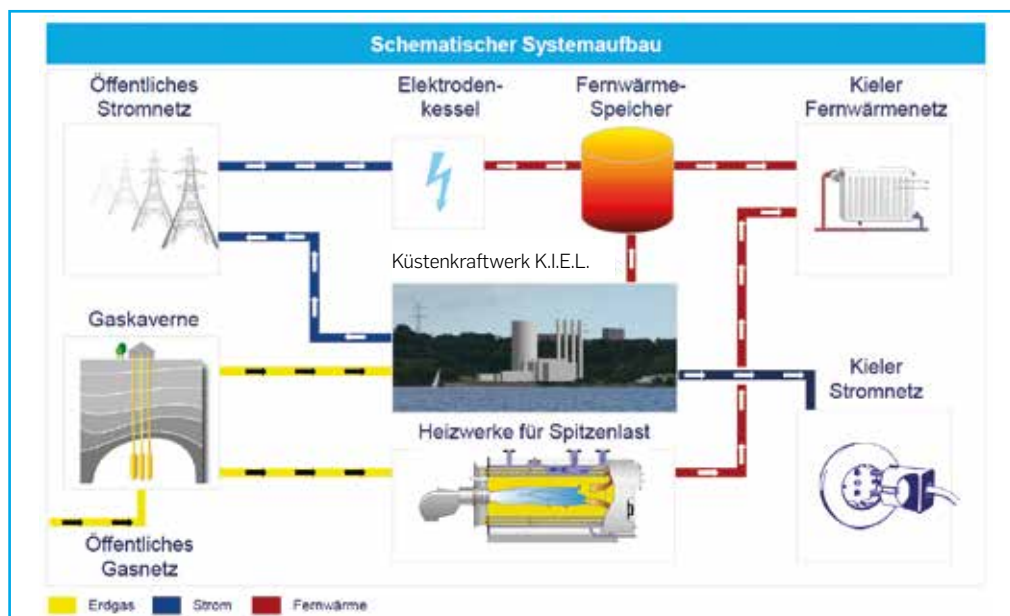 Schematischer Systemaufbau
Öffentliches
Stromnetz
Elektroden-
kessel
Fernwärme-
Speicher
Kieler
Fernwärmenetz
Küstenkraftwerk K.I.E.L.
Gaskaverne
Kieler
Stromnetz
Heizwerke für Spitzenlast
Öffentliches
Gasnetz
Erdgas
Strom
Fernwärme